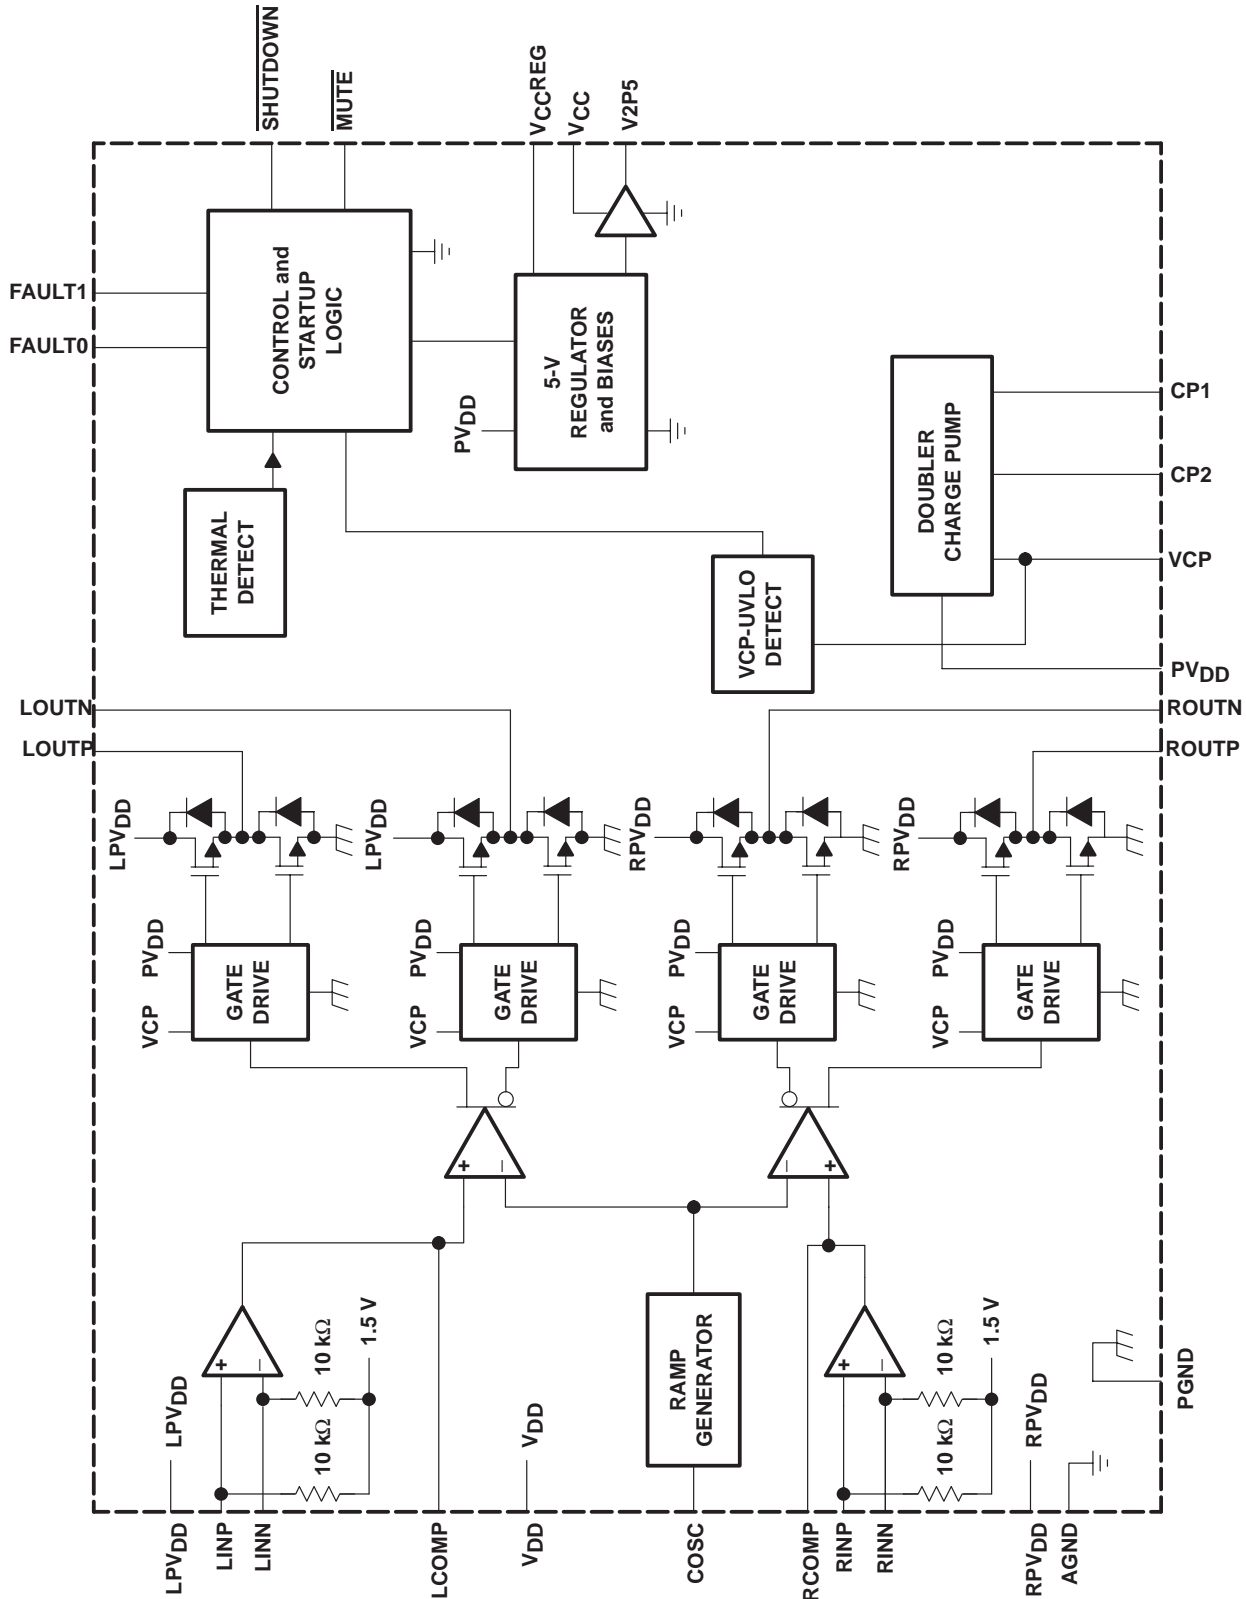 SHUTDOWN
MUTE
VCCREG
VCC
V2P5
FAULT1
FAULT0
CONTROL and
STARTUP
LOGIC
5-V
REGULATOR
and BIASES
PVDD
THERMAL
DETECT
VCP-UVLO
DETECT
DOUBLER
CHARGE PUMP
CP1
CP2
VCP
PVDD
LOUTN
LOUTP
ROUTN
ROUTP
LPVDD
LPVDD
RPVDD
RPVDD
PVDD
VCP
GATE
DRIVE
PVDD
VCP
GATE
DRIVE
PVDD
VCP
GATE
DRIVE
PVDD
VCP
GATE
DRIVE
+
–
–
+
+
–
10 kΩ
10 kΩ
1.5 V
RAMP
GENERATOR
+
–
10 kΩ
10 kΩ
1.5 V
LPVDD
VDD
RPVDD
PGND
LPVDD
LINP
LINN
LCOMP
VDD
COSC
RCOMP
RINP
RINN
RPVDD
AGND